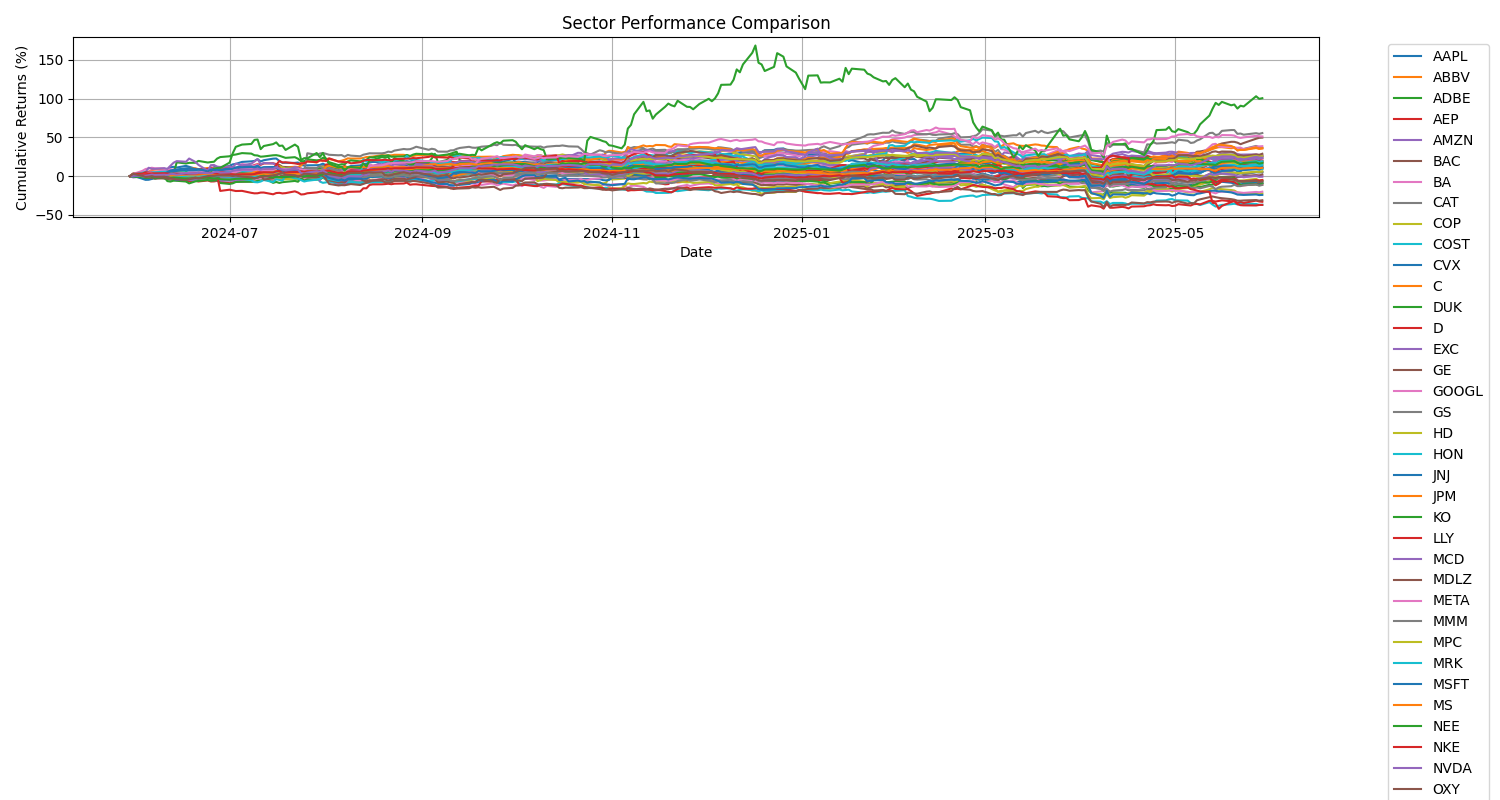 Sector Performance Comparison
Cumulative Returns (%)
150
100
50
0
−50
2024-07
2024-09
2024-11
2025-01
2025-03
2025-05
Date
AAPL
ABBV
ADBE
AEP
AMZN
BAC
BA
CAT
COP
COST
CVX
C
DUK
D
EXC
GE
GOOGL
GS
HD
HON
JNJ
JPM
KO
LLY
MCD
MDLZ
META
MMM
MPC
MRK
MSFT
MS
NEE
NKE
NVDA
OXY